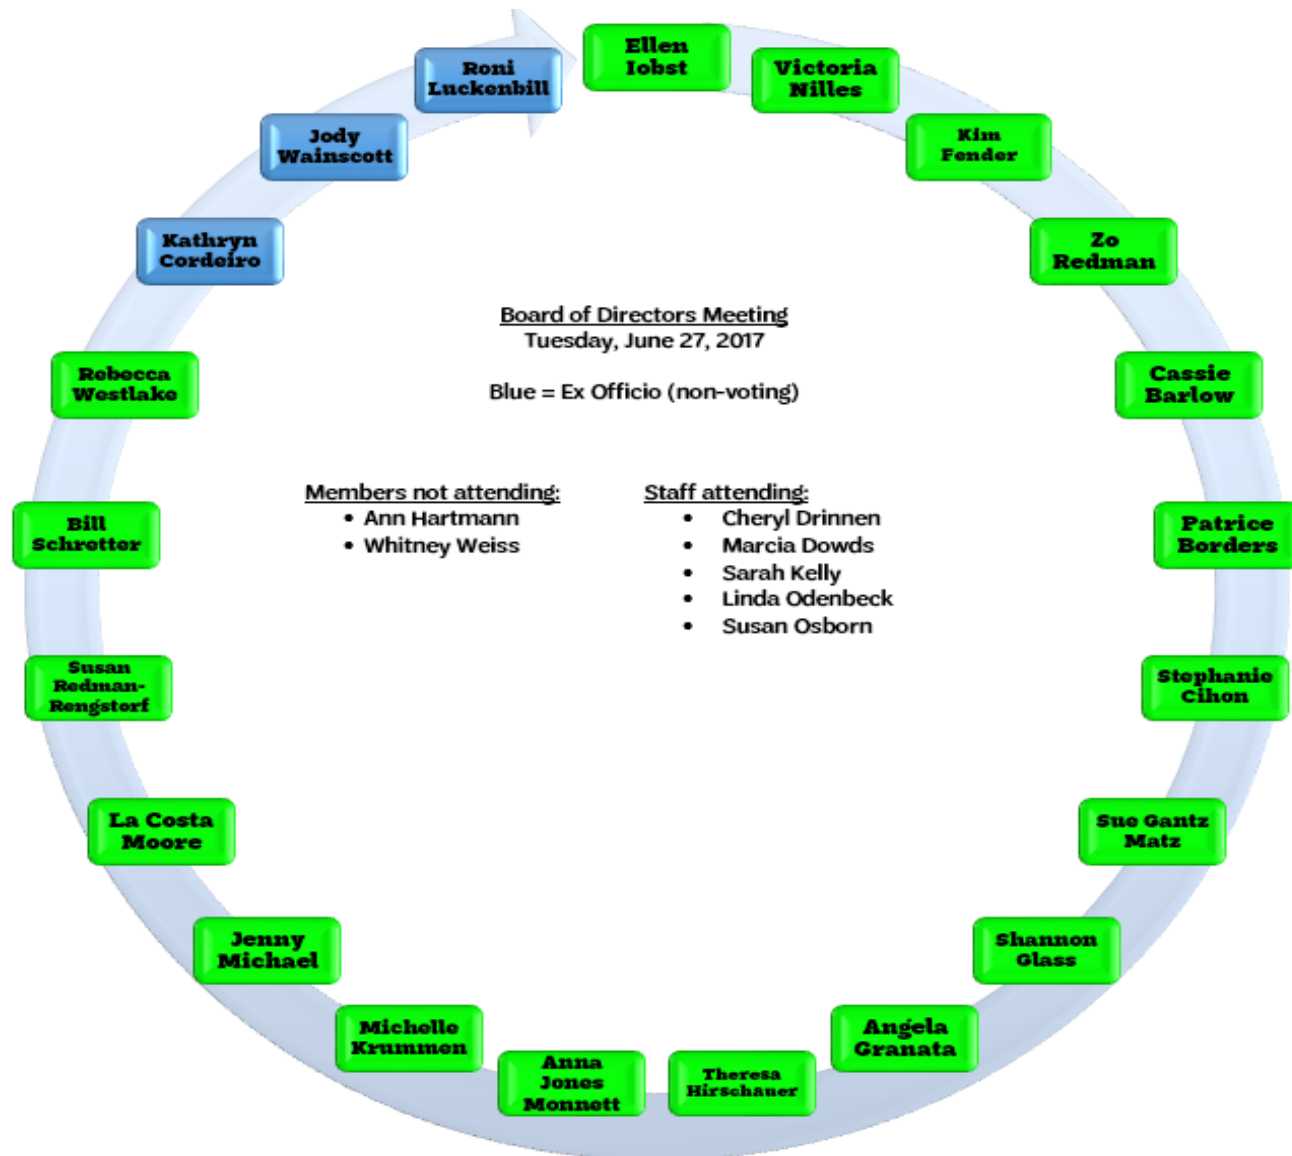 Ellen
Iobst
Victoria
Nilles
Kim
Fender
Zo
Redman
Cassie
Barlow
Patrice
Borders
Stephanie
Cihon
Sue Gantz
Matz
Shannon
Glass
Angela
Granata
Theresa
Hirschauer
Anna
Jones
Monnett
Michelle
Krummen
Jenny
Michael
La Costa
Moore
Susan
Redman-
Rengstorf
Bill
Schretter
Rebecca
Westlake
Kathryn
Cordeiro
Jody
Wainscott
Roni
Luckenbill
Board of Directors Meeting
Tuesday, June 27, 2017
Blue = Ex Officio (non-voting)
Members not attending:
• Ann Hartmann
• Whitney Weiss
Staff attending:
• Cheryl Drinnen
• Marcia Dowds
• Sarah Kelly
• Linda Odenbeck
• Susan Osborn